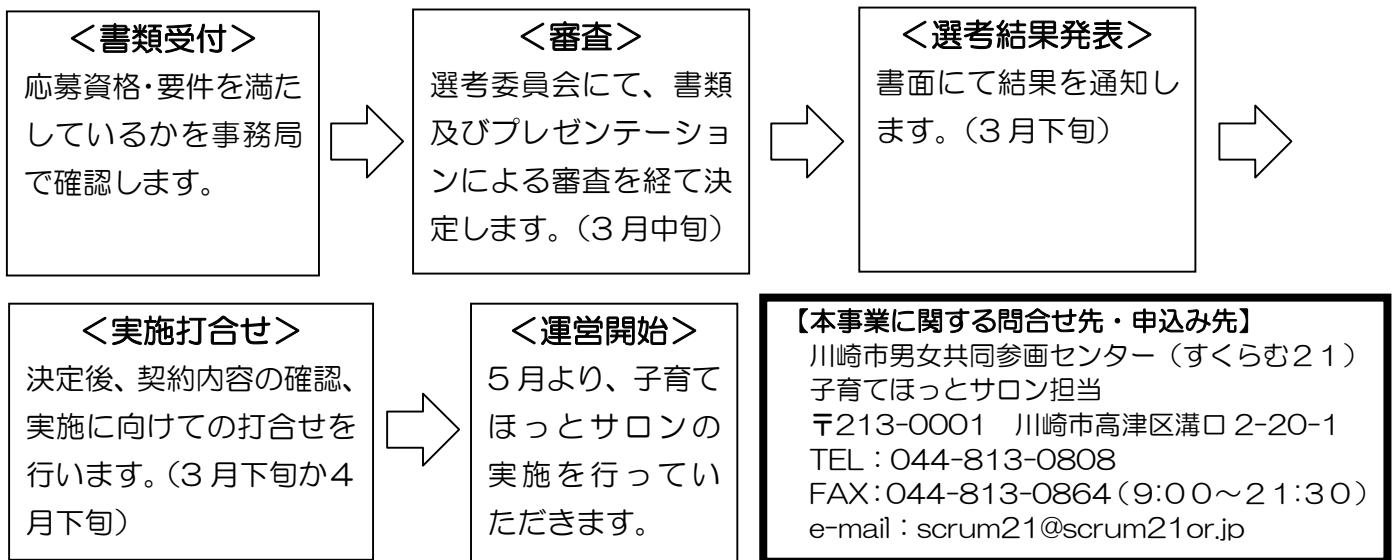 ＜書類受付＞
応募資格・要件を満た
しているかを事務局
で確認します。
＜審査＞
選考委員会にて、書類
及びプレゼンテーショ
ンによる審査を経て決
定します。（3月中旬）
＜選考結果発表＞
書面にて結果を通知し
ます。（3月下旬）
＜実施打合せ＞
決定後、契約内容の確認、
実施に向けての打合せを
行います。（3月下旬か4
月下旬）
＜運営開始＞
5月より、子育て
ほっとサロンの
実施を行ってい
ただきます。
【本事業に関する問合せ先・申込み先】
川崎市男女共同参画センター（すくらむ２１）
子育てほっとサロン担当
〒213-0001　川崎市高津区溝口 2-20-1
TEL：044-813-0808
FAX：044-813-0864（9:００～２1:３０）
e-mail：scrum21@scrum21or.jp